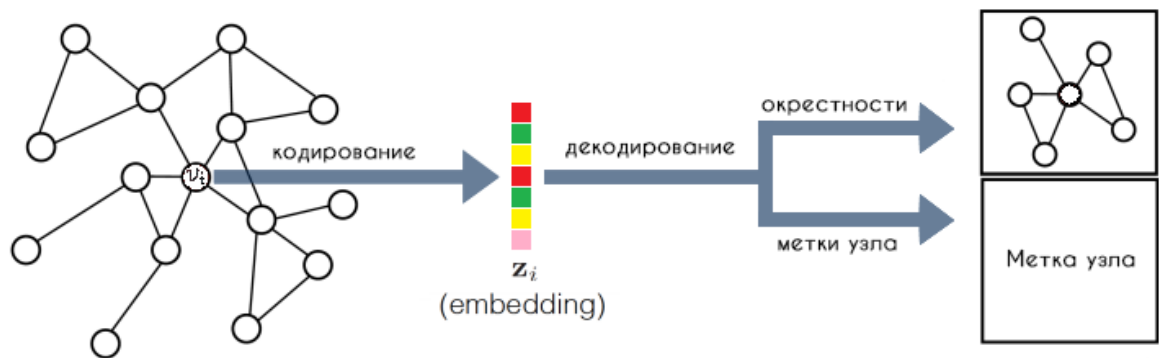 v_i
кодирование
z_i
(embedding)
декодирование
окрестности
метки узла
Метка узла